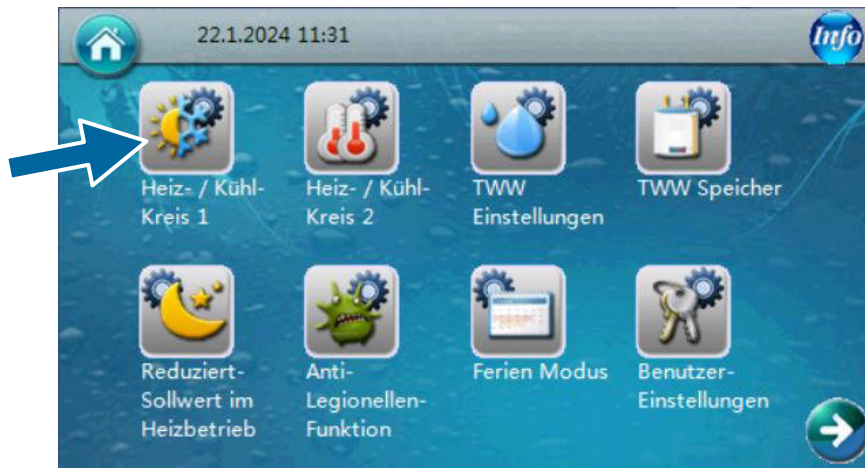 22.1.2024 11:31
Info
Heiz- / Kühl-
Kreis 1
Heiz- / Kühl-
Kreis 2
TWW
Einstellungen
TWW Speicher
Reduziert-
Sollwert im
Heizbetrieb
Anti-
Legionellen-
Funktion
Ferien Modus
Benutzer-
Einstellungen